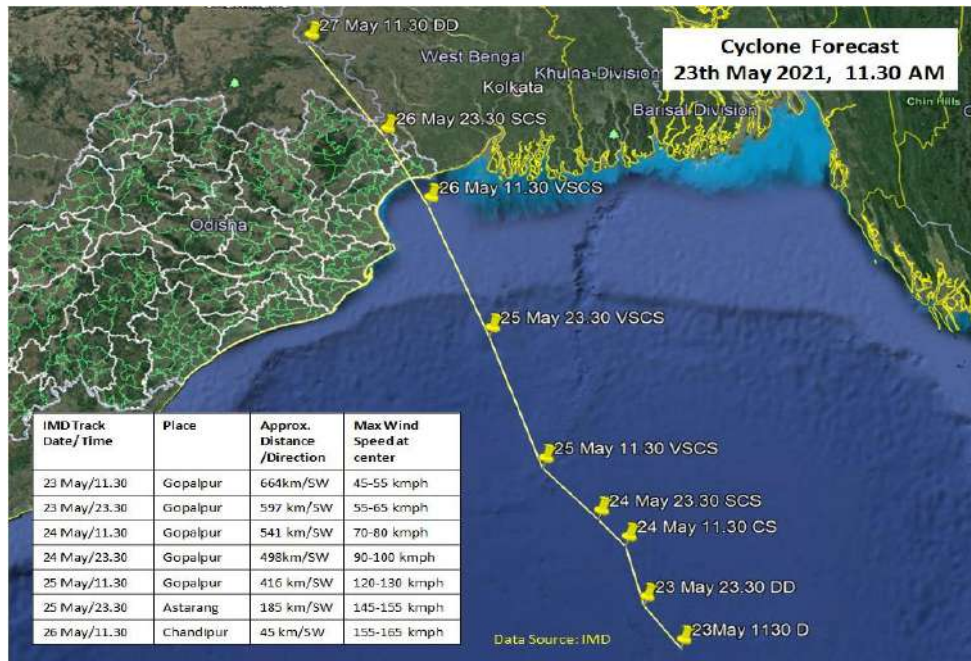 27 May 11.30 DD
Cyclone Forecast
23th May 2021, 11.30 AM
West Bengal
Khulna Division
Kolkata
Chin Hills
Barisal Division
26 May 23.30 SCS
26 May 11.30 VSCS
Odisha
25 May 23.30 VSCS
25 May 11.30 VSCS
24 May 23.30 SCS
24 May 11.30 CS
23 May 23.30 DD
23May 1130 D
IMD Track Place Approx. Max Wind
Date/ Time Distance Speed at
/Direction center
23 May/11.30 Gopalpur 664km/SW 45-55 kmph
23 May/23.30 Gopalpur 597 km/SW 55-65 kmph
24 May/11.30 Gopalpur 541 km/SW 70-80 kmph
24 May/23.30 Gopalpur 498km/SW 90-100 kmph
25 May/11.30 Gopalpur 416 km/SW 120-130 kmph
25 May/23.30 Astarang 185 km/SW 145-155 kmph
26 May/11.30 Chandipur 45 km/SW 155-165 kmph
Data Source: IMD